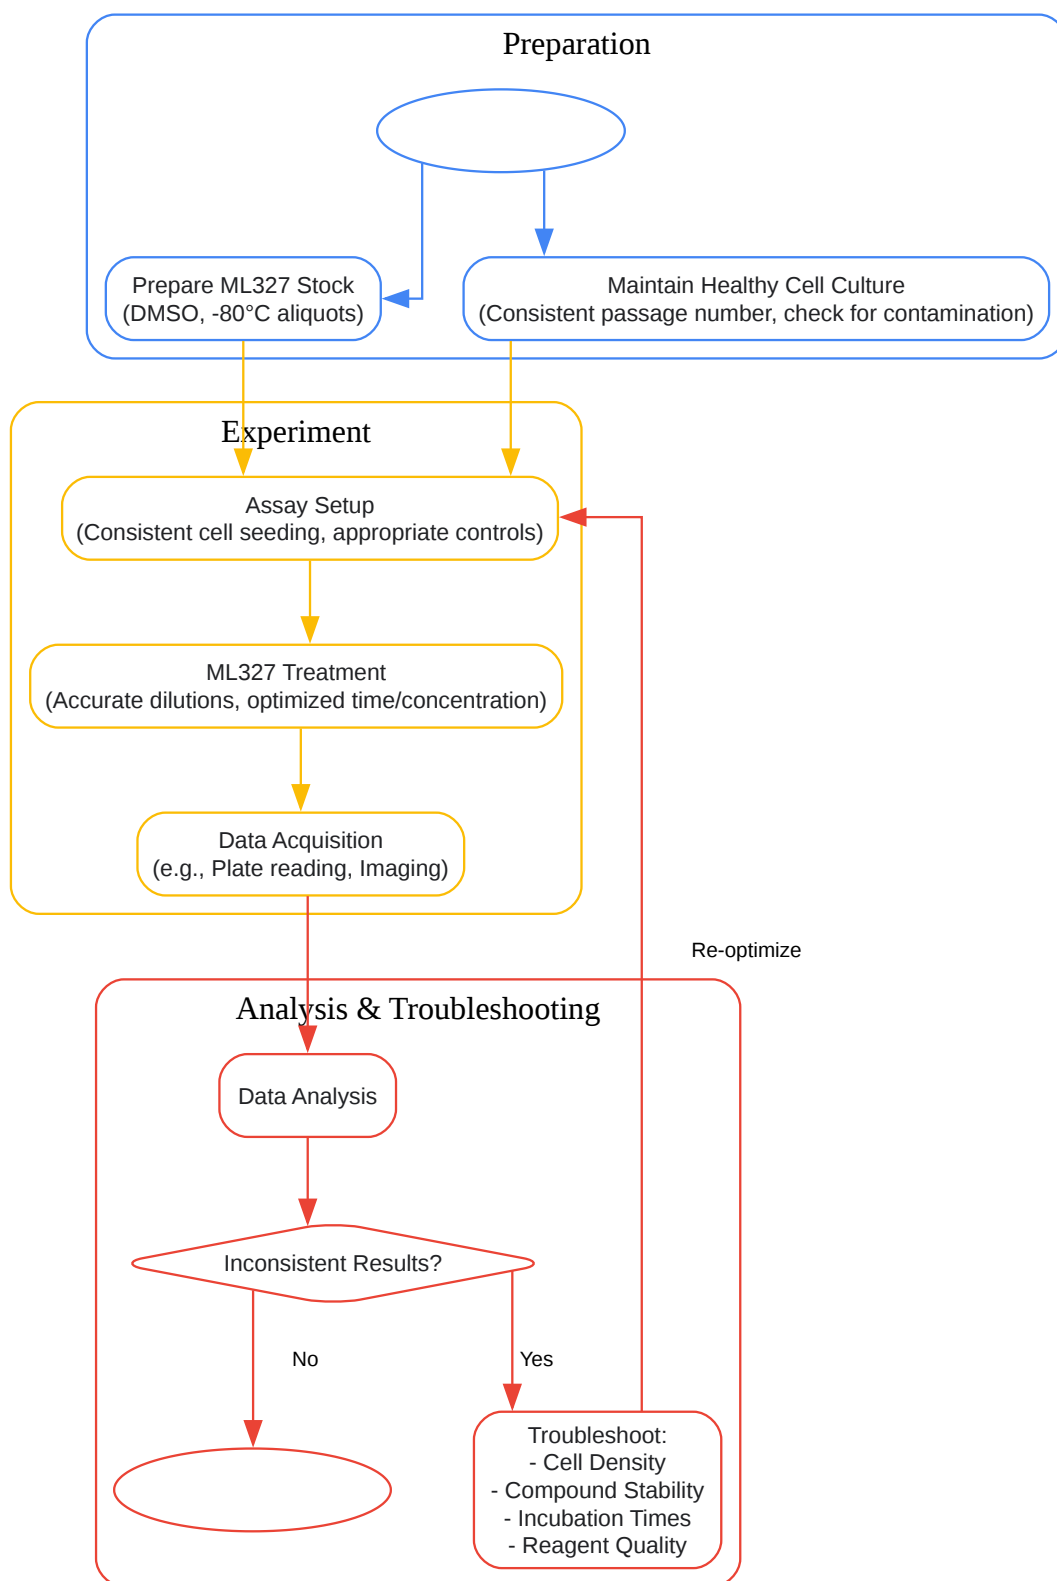 Preparation
Prepare ML327 Stock
(DMSO, -80°C aliquots)
Maintain Healthy Cell Culture
(Consistent passage number, check for contamination)
Experiment
Assay Setup
(Consistent cell seeding, appropriate controls)
ML327 Treatment
(Accurate dilutions, optimized time/concentration)
Data Acquisition
(e.g., Plate reading, Imaging)
Re-optimize
Analysis & Troubleshooting
Data Analysis
Inconsistent Results?
No
Yes
Troubleshoot:
- Cell Density
- Compound Stability
- Incubation Times
- Reagent Quality